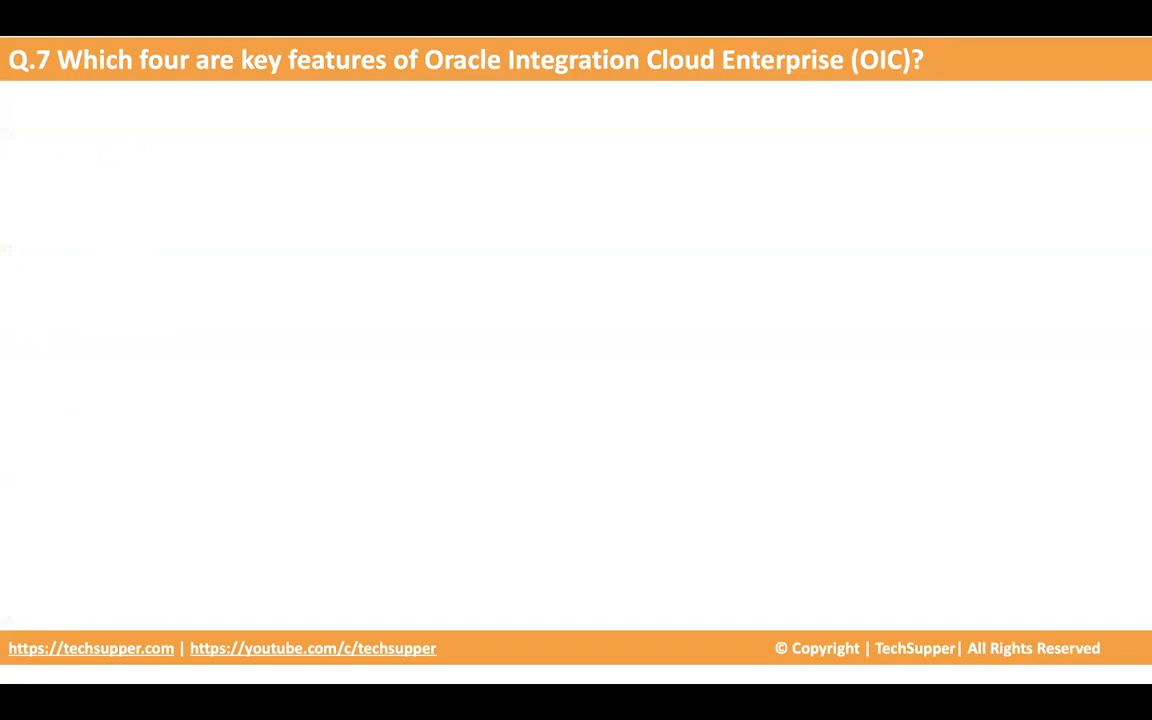 Q.7 Which four are key features of Oracle Integration Cloud Enterprise (OIC)?
https://techsupper.com | https://youtube.com/c/techsupper
© Copyright | TechSupper| All Rights Reserved